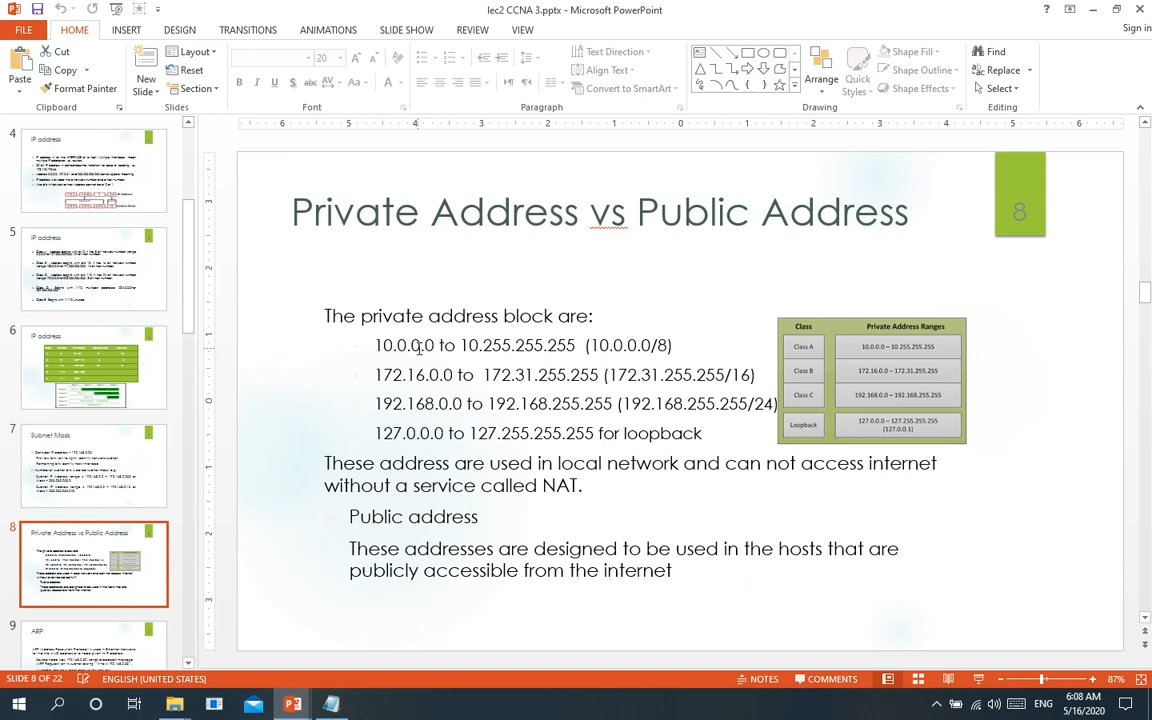 lec2 CCNA 3.pptx - Microsoft PowerPoint
Sign in
FILE HOME INSERT DESIGN TRANSITIONS ANIMATIONS SLIDE SHOW REVIEW VIEW
Paste
Cut
Copy
Format Painter
Clipboard
New Slide
Layout
Reset
Section
Slides
20
Font
Text Direction
Align Text
Convert to SmartArt
Paragraph
Arrange
Quick Styles
Shape Fill
Shape Outline
Shape Effects
Drawing
Find
Replace
Select
Editing
4
IP address
5
IP address
6
IP address
7
Subnet Mask
8
Private Address vs Public Address
9
ARP
Private Address vs Public Address
8
The private address block are:
10.0.0.0 to 10.255.255.255 (10.0.0.0/8)
172.16.0.0 to 172.31.255.255 (172.31.255.255/16)
192.168.0.0 to 192.168.255.255 (192.168.255.255/24)
127.0.0.0 to 127.255.255.255 for loopback
These address are used in local network and can not access internet
without a service called NAT.
Public address
These addresses are designed to be used in the hosts that are
publicly accessible from the internet
Class Private Address Ranges
Class A 10.0.0.0 – 10.255.255.255
Class B 172.16.0.0 – 172.31.255.255
Class C 192.168.0.0 – 192.168.255.255
Loopback 127.0.0.0 – 127.255.255.255
(127.0.0.1)
SLIDE 8 OF 22 ENGLISH (UNITED STATES) NOTES COMMENTS 87%
ENG
6:08 AM
5/16/2020